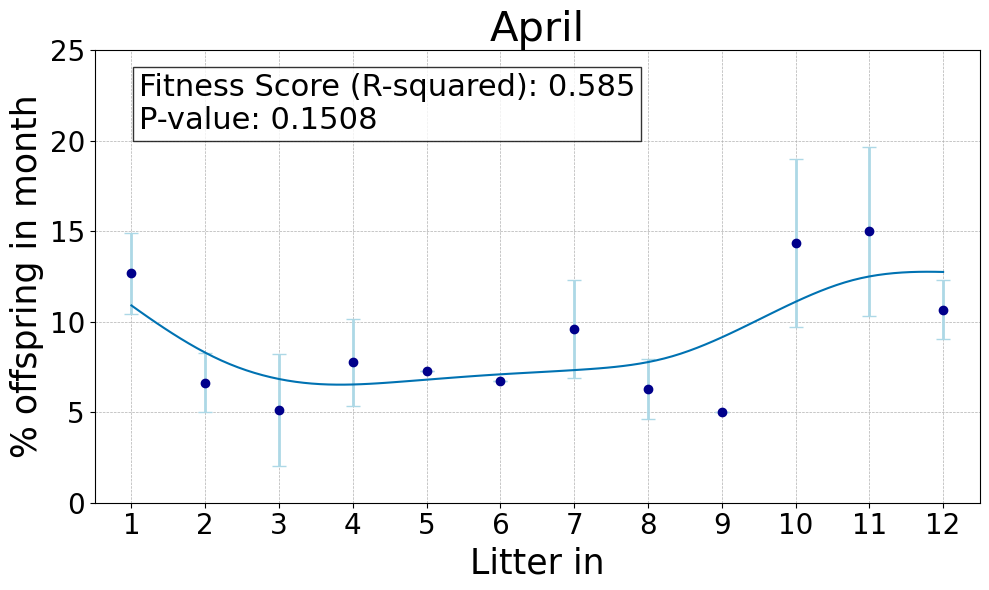 April
Fitness Score (R-squared): 0.585
P-value: 0.1508
% offspring in month
25
20
15
10
5
0
1 2 3 4 5 6 7 8 9 10 11 12
Litter in